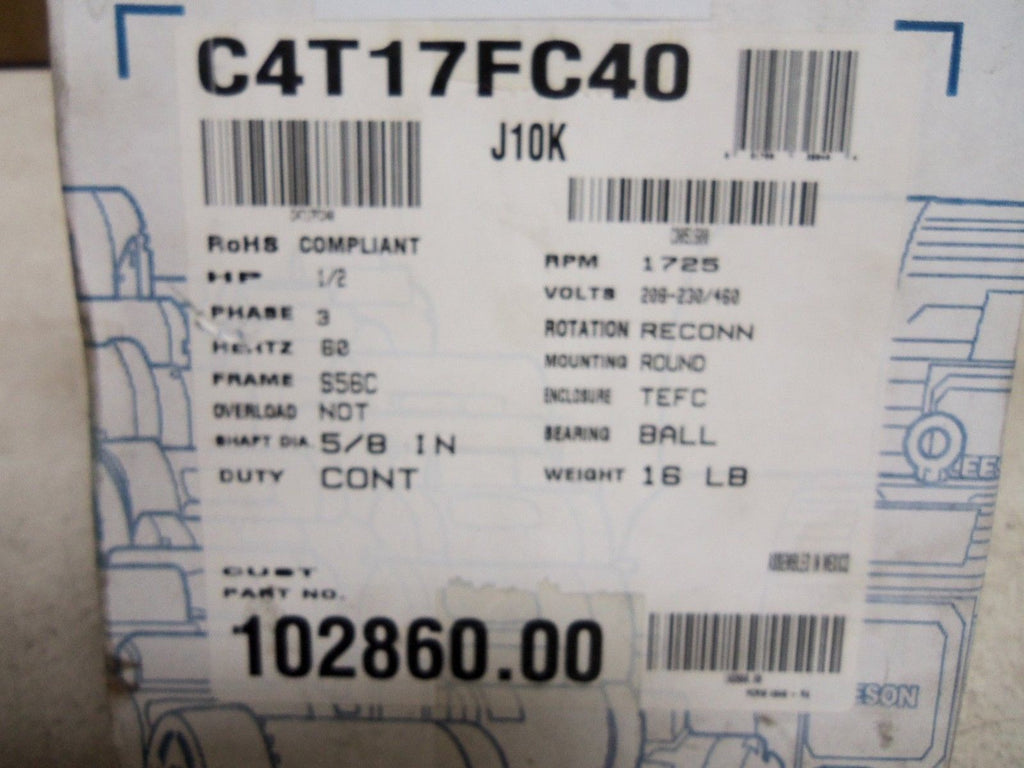 C4T17FC40
J10K
RoHS COMPLIANT
HP 1/2
PHASE 3
HERTZ 60
FRAME S56C
OVERLOAD NOT
SHAFT DIA 5/8 IN
DUTY CONT
RPM 1725
VOLTS 208-230/460
ROTATION RECONN
MOUNTING ROUND
ENCLOSURE TEFC
BEARING BALL
WEIGHT 16 LB
ASSEMBLED IN MEXICO
CUST
PART NO.
102860.00
LEES
ESON